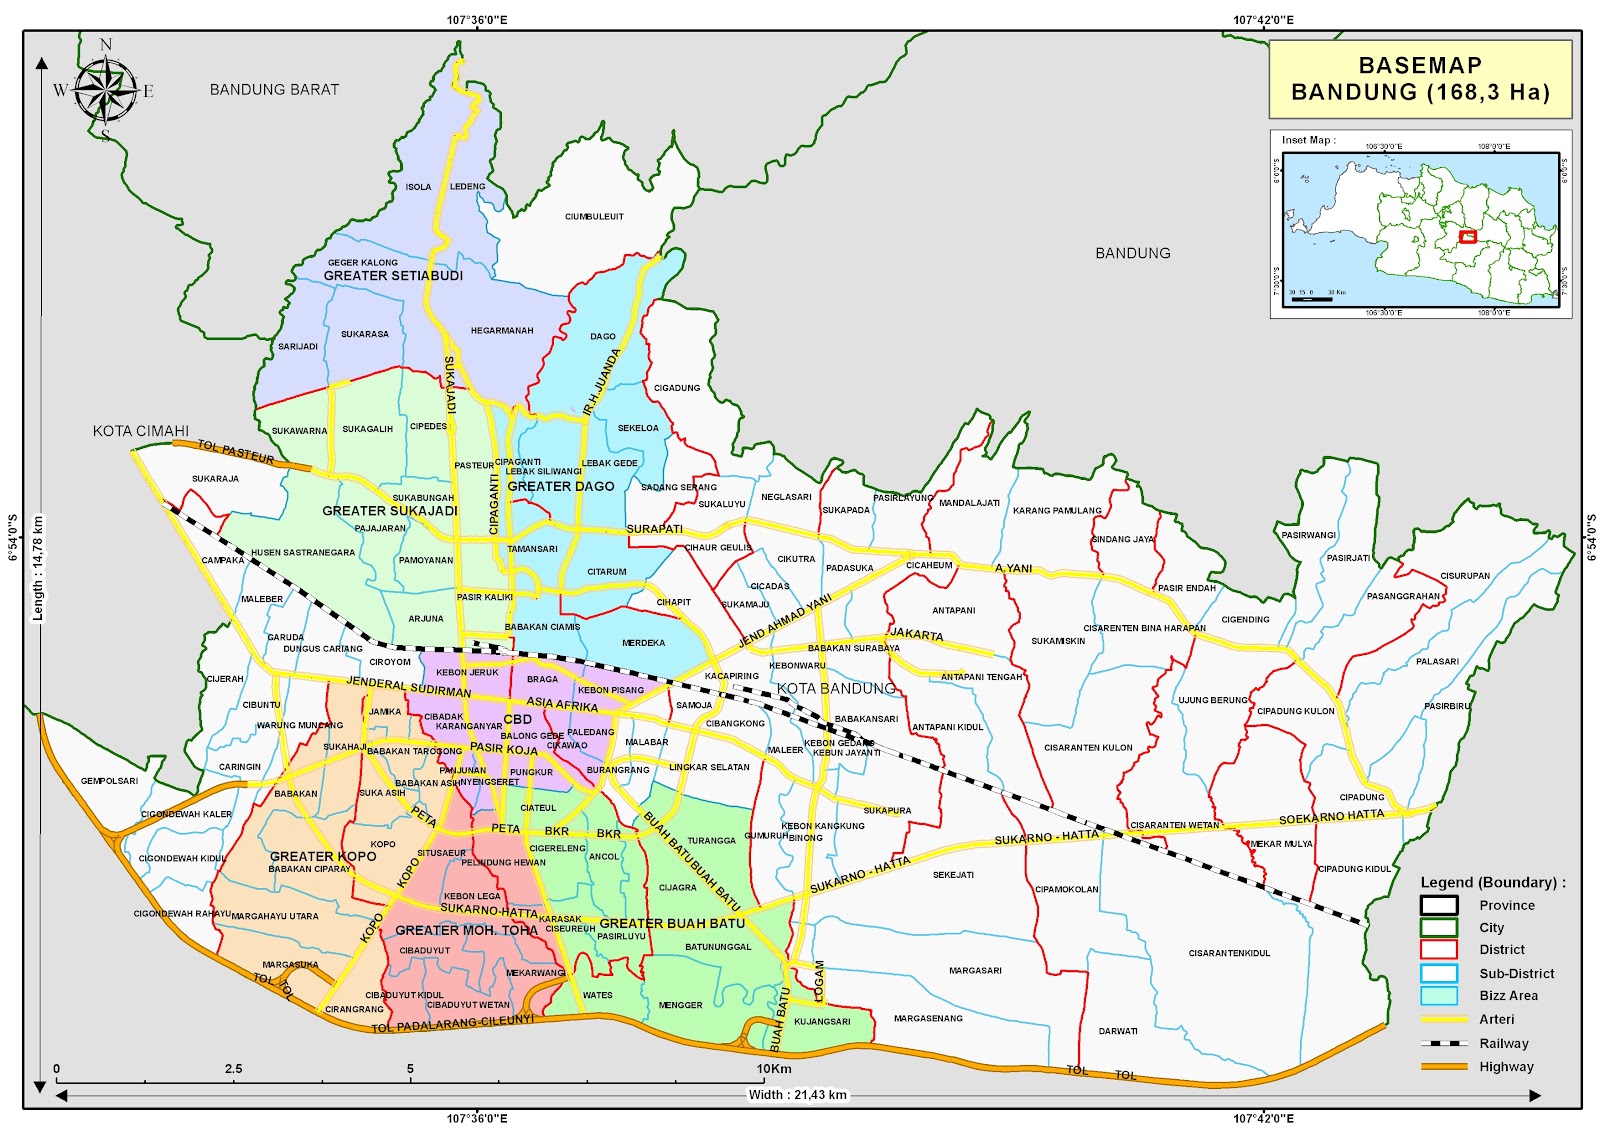 107°36'0"E
107°42'0"E
N
W
E
S
BANDUNG BARAT
BASEMAP
BANDUNG (168,3 Ha)
Inset Map :
106°30'0"E
108°0'0"E
6°0'0"S
6°0'0"S
7°30'0"S
7°30'0"S
30 15 0 30 Km
106°30'0"E
108°0'0"E
ISOLA
LEDENG
CIUMBULEUIT
BANDUNG
GEGER KALONG
GREATER SETIABUDI
SUKARASA
SARIJADI
HEGARMANAH
DAGO
SUKAJADI
IR.H.JUANDA
CIGADUNG
KOTA CIMAHI
SUKAWARNA
SUKAGALIH
CIPEDES
SEKELOA
TOL PASTEUR
PASTEUR
CIPAGANTI
LEBAK SILIWANGI
LEBAK GEDE
SUKARAJA
GREATER DAGO
SADANG SERANG
SUKABUNGAH
GREATER SUKAJADI
CIPAGANTI
SUKALUYU
NEGLASARI
SUKAPADA
PASIRLAYUNG
MANDALAJATI
KARANG PAMULANG
PAJAJARAN
SURAPATI
SINDANG JAYA
PASIRWANGI
PASIRJATI
6°54'0"S
6°54'0"S
Length : 14,78 km
HUSEN SASTRANEGARA
CAMPAKA
PAMOYANAN
TAMANSARI
CITARUM
CIHAUR GEULIS
CIKUTRA
PADASUKA
CICAHEUM
A.YANI
CICADAS
PASIR ENDAH
CISURUPAN
PASANGGRAHAN
MALEBER
PASIR KALIKI
CIHAPIT
SUKAMAJU
JEND AHMAD YANI
ANTAPANI
ARJUNA
BABAKAN CIAMIS
MERDEKA
JAKARTA
SUKAMISKIN
CISARENTEN BINA HARAPAN
CIGENDING
GARUDA
DUNGUS CARIANG
CIROYOM
BABAKAN SURABAYA
KEBONWARU
PALASARI
CIJERAH
JENDERAL SUDIRMAN
KEBON JERUK
BRAGA
KEBON PISANG
KACAPIRING
KOTA BANDUNG
ANTAPANI TENGAH
CIBUNTU
JAMIKA
ASIA AFRIKA
SAMOJA
UJUNG BERUNG
CIPADUNG KULON
PASIRBIRU
WARUNG MUNCANG
CIBADAK
KARANGANYAR
CBD
BALONG GEDE
PALEDANG
CIKAWAO
CIBANGKONG
BABAKANSARI
ANTAPANI KIDUL
SUKAHAJI
BABAKAN TAROGONG
PASIR KOJA
MALABAR
MALEER
KEBON GEDANG
KEBUN JAYANTI
CISARANTEN KULON
GEMPOLSARI
CARINGIN
PANJUNAN
BABAKAN ASIH
NYENGSERET
PUNGKUR
BURANGRANG
LINGKAR SELATAN
BABAKAN
SUKA ASIH
CIPADUNG
CIGONDEWAH KALER
PETA
CIATEUL
SUKAPURA
SOEKARNO HATTA
PETA
BKR
BKR
BUAH BATU
KEBON KANGKUNG
BINONG
GUMURUH
CISARANTEN WETAN
SUKARNO - HATTA
KOPO
CIGERELENG
ANCOL
TURANGGA
MEKAR MULYA
GREATER KOPO
BABAKAN CIPARAY
CIGONDEWAH KIDUL
SITUSAEUR
PELINDUNG HEWAN
KOPO
CIJAGRA
BUAH BATU
SUKARNO - HATTA
SEKEJATI
CIPAMOKOLAN
CIPADUNG KIDUL
KEBON LEGA
SUKARNO-HATTA
CIGONDEWAH RAHAYU
MARGAHAYU UTARA
KOPO
KARASAK
CISEUREUH
GREATER BUAH BATU
GREATER MOH. TOHA
PASIRLUYU
BATUNUNGGAL
CIBADUYUT
CISARANTENKIDUL
MARGASUKA
MEKARWANGI
LOGAM
MARGASARI
TOL
TOL
CIBADUYUT KIDUL
CIBADUYUT WETAN
WATES
MENGGER
CIRANGRANG
TOL PADALARANG-CILEUNYI
BUAH BATU
KUJANGSARI
MARGASENANG
DARWATI
TOL
TOL
Legend (Boundary) :
Province
City
District
Sub-District
Bizz Area
Arteri
Railway
Highway
0
2.5
5
10Km
Width : 21,43 km
107°36'0"E
107°42'0"E